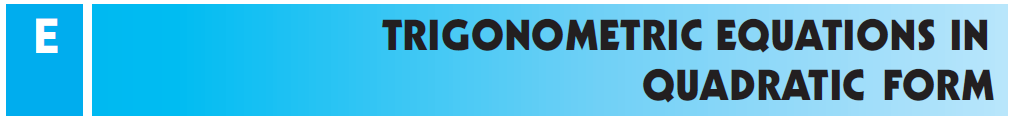 E
TRIGONOMETRIC EQUATIONS IN
QUADRATIC FORM